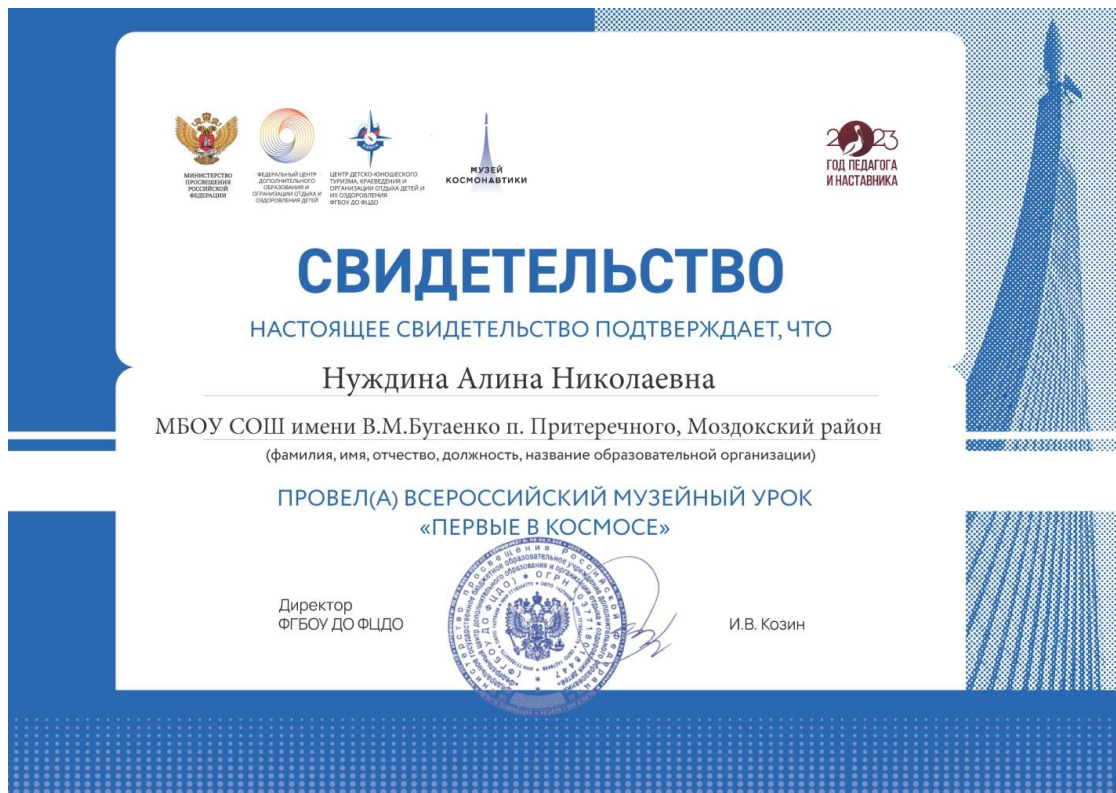 МИНИСТЕРСТВО
ПРОСВЕЩЕНИЯ
РОССИЙСКОЙ
ФЕДЕРАЦИИ
ФЕДЕРАЛЬНЫЙ ЦЕНТР
ДОПОЛНИТЕЛЬНОГО
ОБРАЗОВАНИЯ И
ОГРАНИЗАЦИИ ОТДЫХА И
ОЗДОРОВЛЕНИЯ ДЕТЕЙ
ЦЕНТР ДЕТСКО-ЮНОШЕСКОГО
ТУРИЗМА, КРАЕВЕДЕНИЯ И
ОРГАНИЗАЦИИ ОТДЫХА ДЕТЕЙ И
ИХ ОЗДОРОВЛЕНИЯ
ФГБОУ ДО ФЦДО
МУЗЕЙ
КОСМОНАВТИКИ
2023
ГОД ПЕДАГОГА
И НАСТАВНИКА
СВИДЕТЕЛЬСТВО
НАСТОЯЩЕЕ СВИДЕТЕЛЬСТВО ПОДТВЕРЖДАЕТ, ЧТО
Нуждина Алина Николаевна
МБОУ СОШ имени В.М.Бугаенко п. Притеречного, Моздокский район
(фамилия, имя, отчество, должность, название образовательной организации)
ПРОВЕЛ(А) ВСЕРОССИЙСКИЙ МУЗЕЙНЫЙ УРОК
«ПЕРВЫЕ В КОСМОСЕ»
Директор
ФГБОУ ДО ФЦДО
И.В. Козин